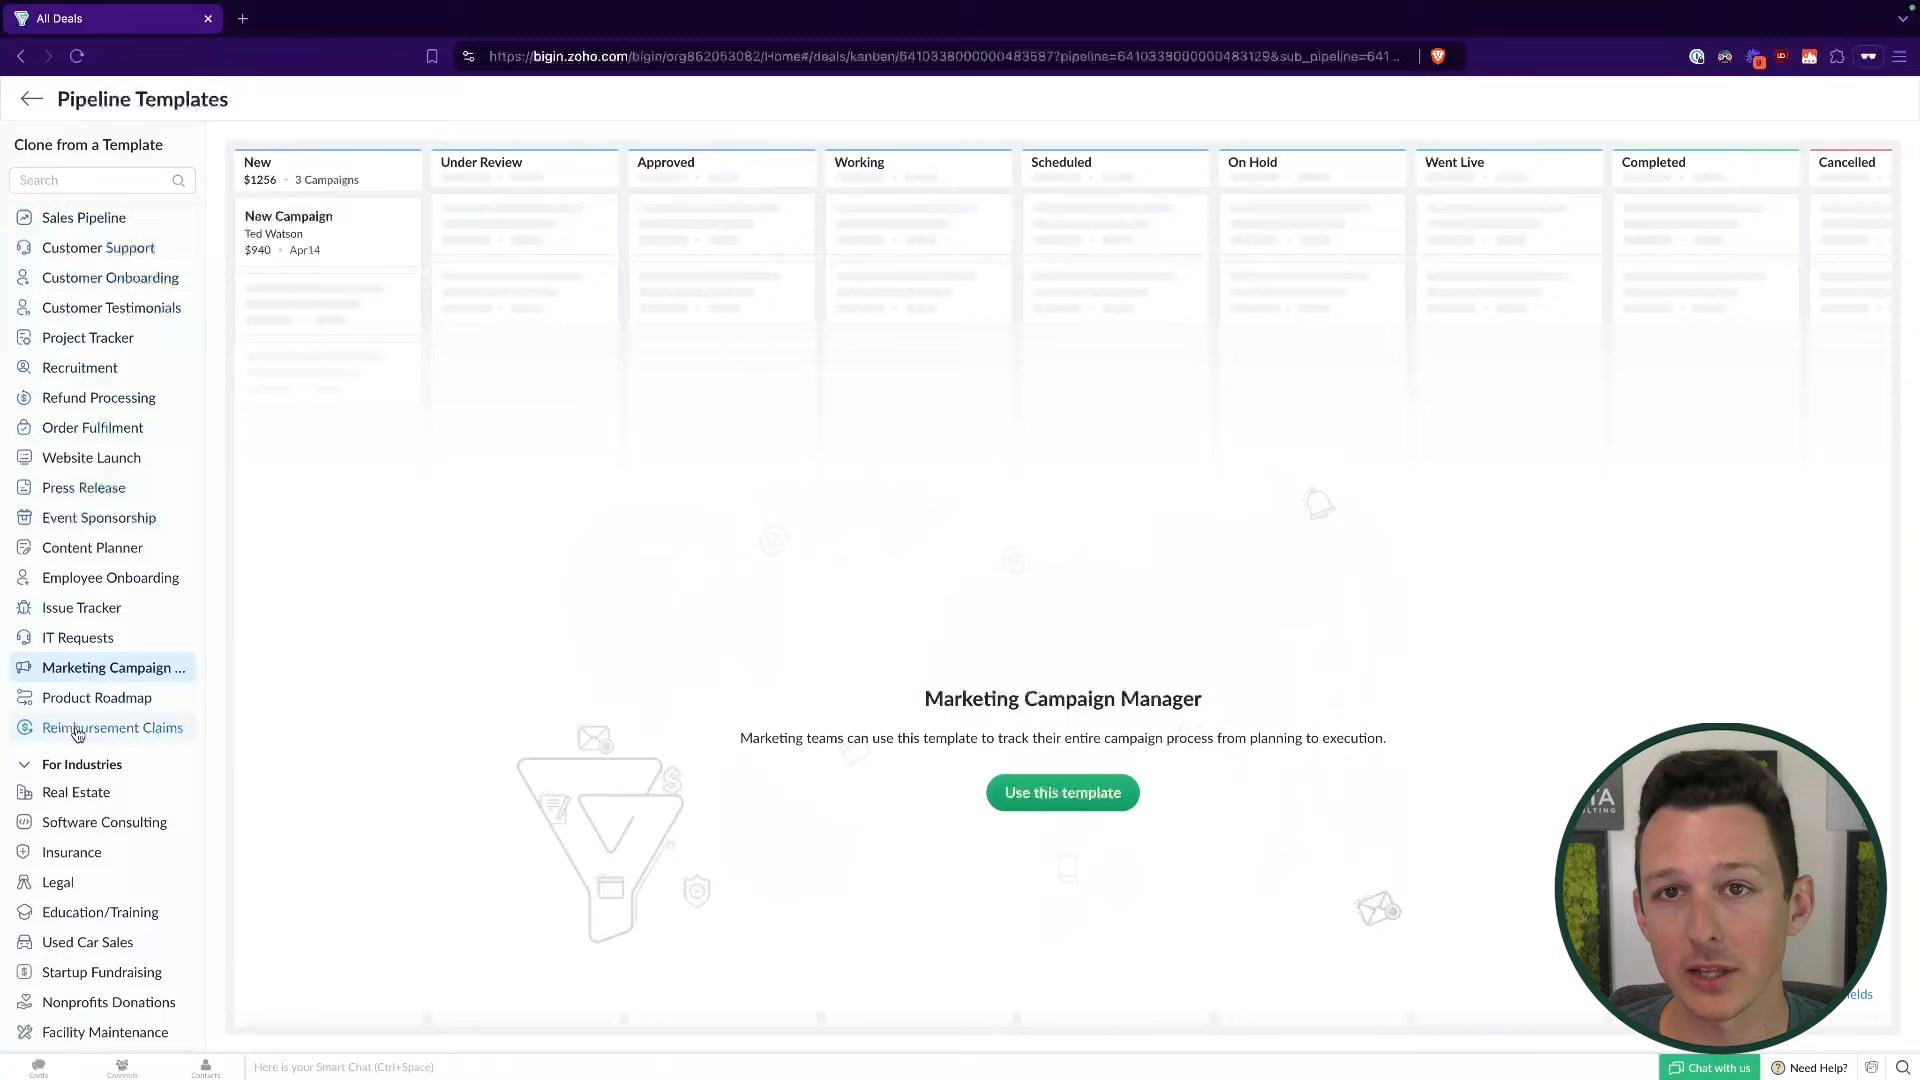 All Deals
https://bigin.zoho.com/bigin/org862053082/Home#/deals/kanban/6410338000000483587?pipeline=6410338000000483129&sub_pipeline=641...
Pipeline Templates
Clone from a Template
Search
Sales Pipeline
Customer Support
Customer Onboarding
Customer Testimonials
Project Tracker
Recruitment
Refund Processing
Order Fulfilment
Website Launch
Press Release
Event Sponsorship
Content Planner
Employee Onboarding
Issue Tracker
IT Requests
Marketing Campaign ...
Product Roadmap
Reimbursement Claims
For Industries
Real Estate
Software Consulting
Insurance
Legal
Education/Training
Used Car Sales
Startup Fundraising
Nonprofits Donations
Facility Maintenance
New
$1256 - 3 Campaigns
New Campaign
Ted Watson
$940 • Apr14
Under Review
Approved
Working
Scheduled
On Hold
Went Live
Completed
Cancelled
Marketing Campaign Manager
Marketing teams can use this template to track their entire campaign process from planning to execution.
Use this template
TA
ULTING
ields
Chats
Channels
Contacts
Here is your Smart Chat (Ctrl+Space)
Chat with us
Need Help?